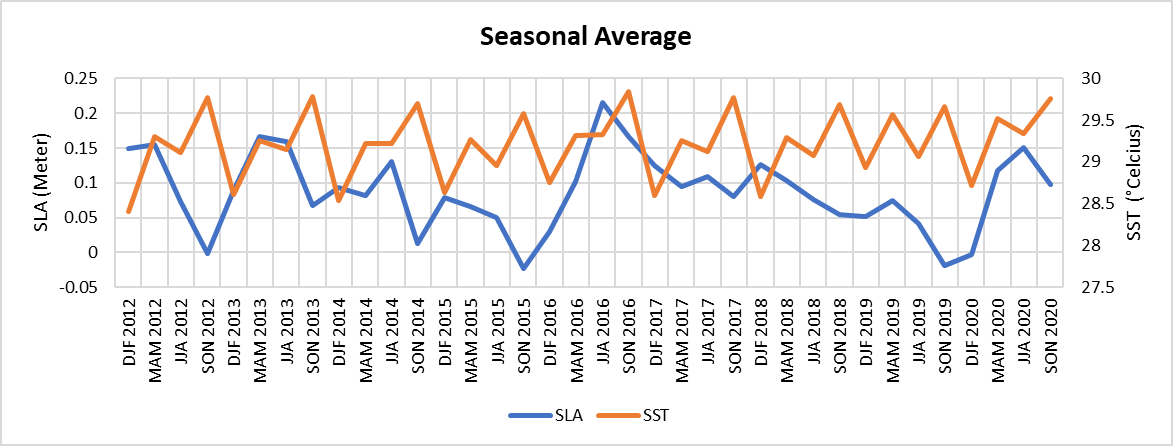 Seasonal Average
SLA (Meter)
0.25
0.2
0.15
0.1
0.05
0
-0.05
30
29.5
29
28.5
28
27.5
SST (°Celcius)
DJF 2012
MAM 2012
JJA 2012
SON 2012
DJF 2013
MAM 2013
JJA 2013
SON 2013
DJF 2014
MAM 2014
JJA 2014
SON 2014
DJF 2015
MAM 2015
JJA 2015
SON 2015
DJF 2016
MAM 2016
JJA 2016
SON 2016
DJF 2017
MAM 2017
JJA 2017
SON 2017
DJF 2018
MAM 2018
JJA 2018
SON 2018
DJF 2019
MAM 2019
JJA 2019
SON 2019
DJF 2020
MAM 2020
JJA 2020
SON 2020
SLA
SST